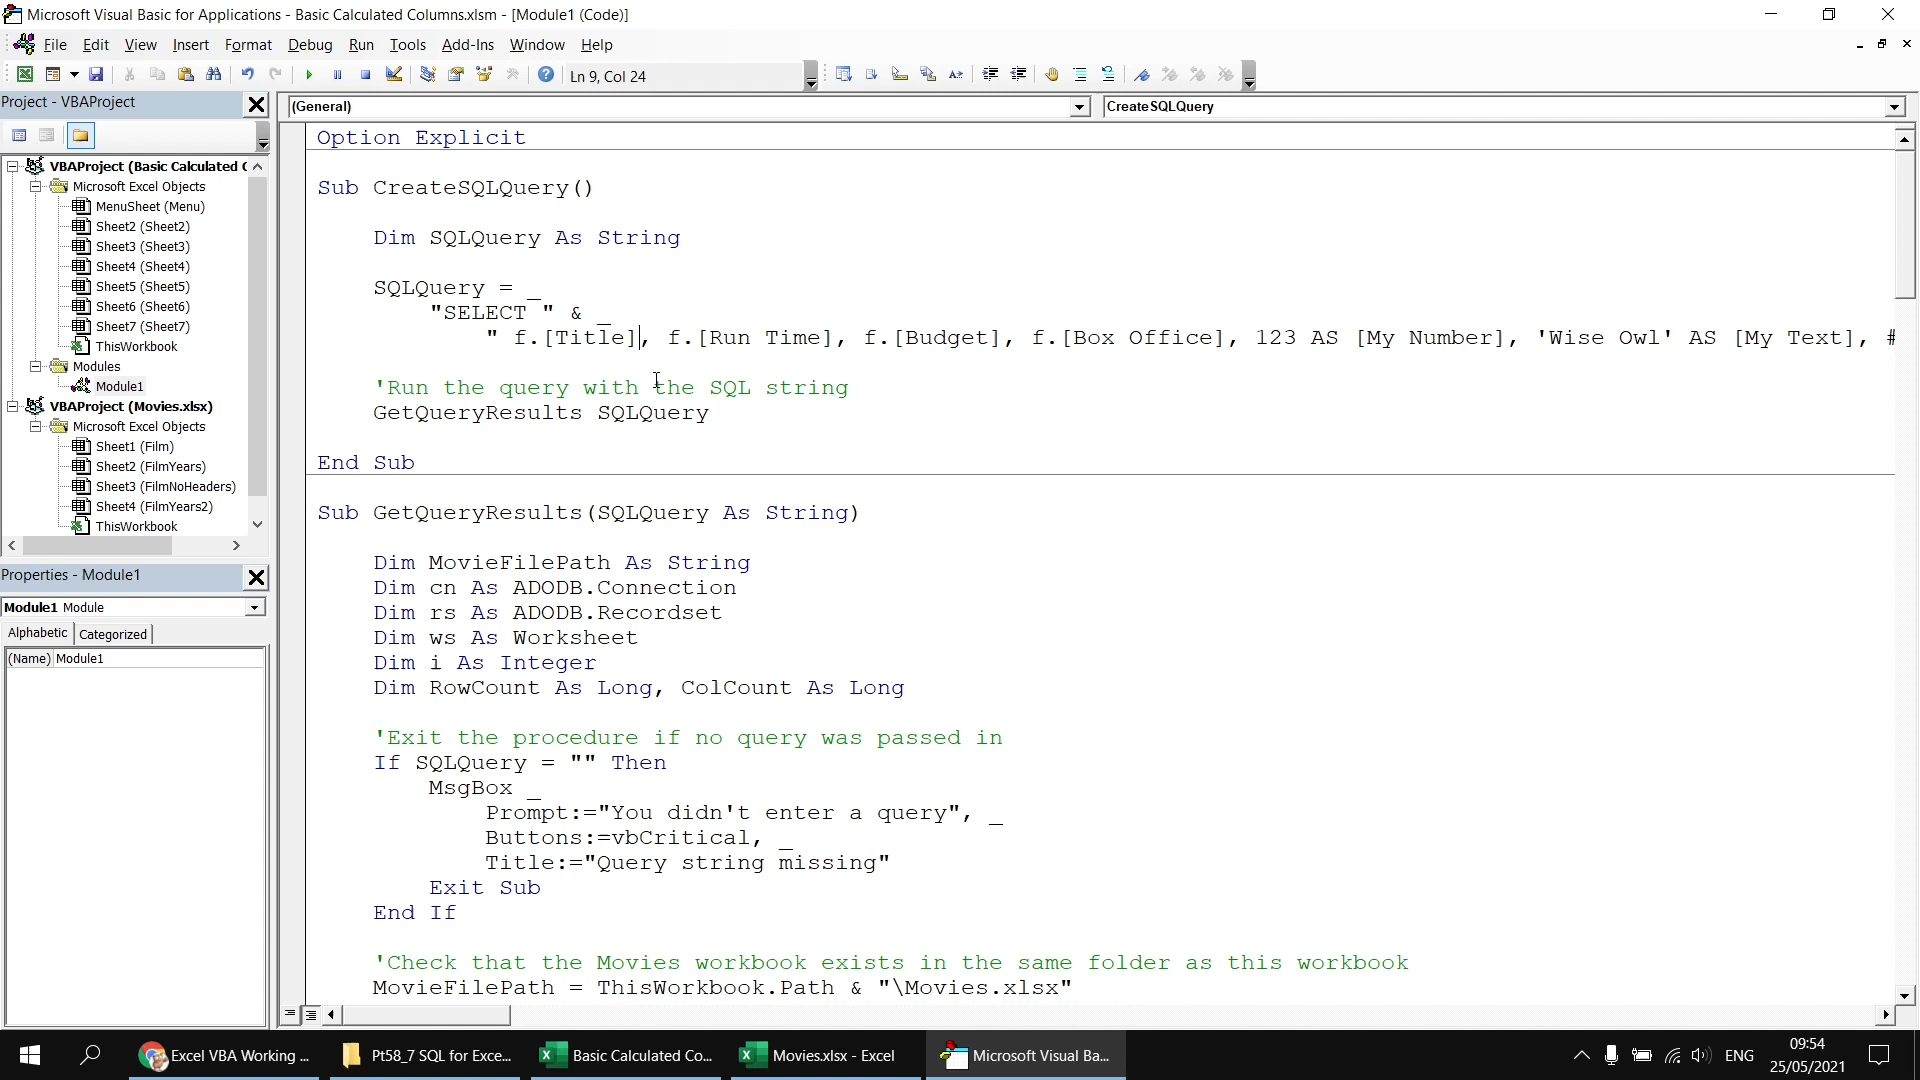 Microsoft Visual Basic for Applications - Basic Calculated Columns.xlsm - [Module1 (Code)]
File Edit View Insert Format Debug Run Tools Add-Ins Window Help
Ln 9, Col 24
Project - VBAProject
(General)
CreateSQLQuery
VBAProject (Basic Calculated C
Microsoft Excel Objects
MenuSheet (Menu)
Sheet2 (Sheet2)
Sheet3 (Sheet3)
Sheet4 (Sheet4)
Sheet5 (Sheet5)
Sheet6 (Sheet6)
Sheet7 (Sheet7)
ThisWorkbook
Modules
Module1
VBAProject (Movies.xlsx)
Microsoft Excel Objects
Sheet1 (Film)
Sheet2 (FilmYears)
Sheet3 (FilmNoHeaders)
Sheet4 (FilmYears2)
ThisWorkbook
Properties - Module1
Module1 Module
Alphabetic Categorized
(Name) Module1
Option Explicit
Sub CreateSQLQuery()
Dim SQLQuery As String
SQLQuery = _
"SELECT " & _
" f.[Title], f.[Run Time], f.[Budget], f.[Box Office], 123 AS [My Number], 'Wise Owl' AS [My Text], #
'Run the query with the SQL string
GetQueryResults SQLQuery
End Sub
Sub GetQueryResults(SQLQuery As String)
Dim MovieFilePath As String
Dim cn As ADODB.Connection
Dim rs As ADODB.Recordset
Dim ws As Worksheet
Dim i As Integer
Dim RowCount As Long, ColCount As Long
'Exit the procedure if no query was passed in
If SQLQuery = "" Then
MsgBox _
Prompt:="You didn't enter a query", _
Buttons:=vbCritical, _
Title:="Query string missing"
Exit Sub
End If
'Check that the Movies workbook exists in the same folder as this workbook
MovieFilePath = ThisWorkbook.Path & "\Movies.xlsx"
Excel VBA Working ...
Pt58_7 SQL for Exce...
Basic Calculated Co...
Movies.xlsx - Excel
Microsoft Visual Ba...
ENG
09:54
25/05/2021